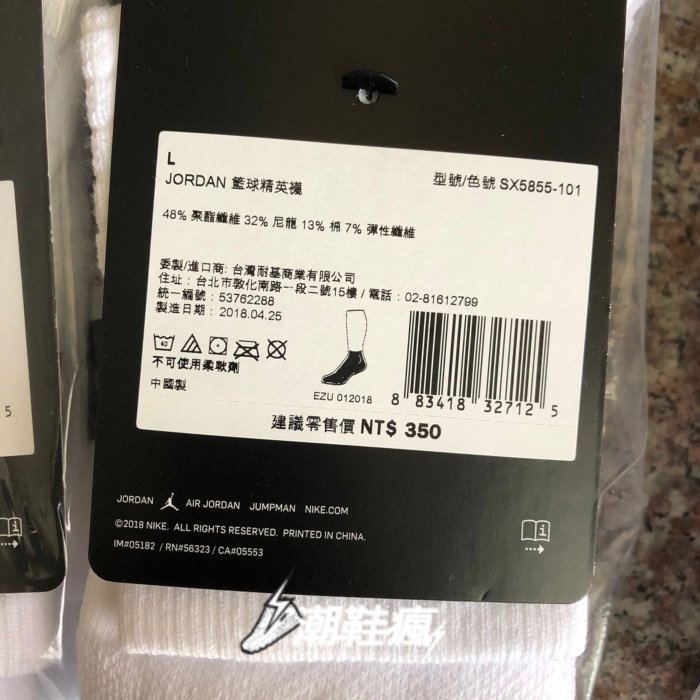 L
JORDAN 籃球精英襪
型號/色號 SX5855-101
48% 聚酯纖維 32% 尼龍 13% 棉 7% 彈性纖維
委製/進口商: 台灣耐基商業有限公司
住址: 台北市敦化南路一段二號15樓 / 電話 : 02-81612799
統一編號 : 53762288
製造日期 : 2018.04.25
40
不可使用柔軟劑
中國製
EZU 012018
8 83418 32712 5
建議零售價 NT$ 350
JORDAN AIR JORDAN JUMPMAN NIKE.COM
©2018 NIKE. ALL RIGHTS RESERVED. PRINTED IN CHINA.
IM#05182 / RN#56323 / CA#05553
5
潮鞋瘋